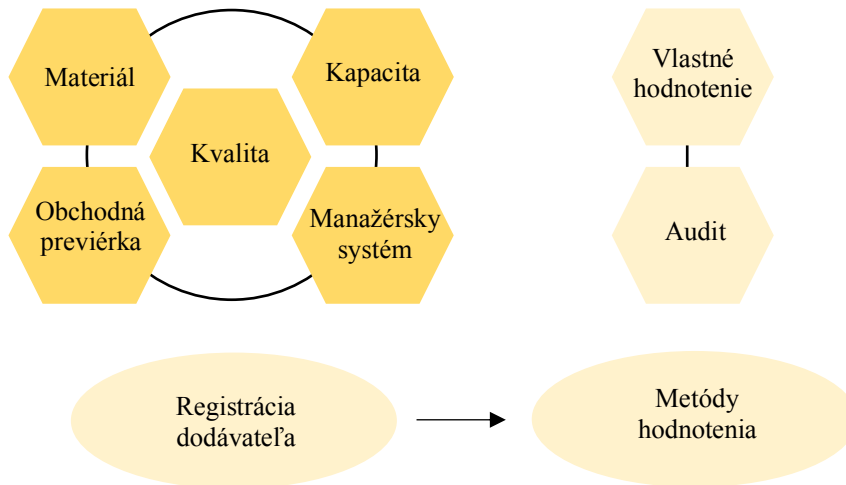 Materiál
Kapacita
Kvalita
Obchodná
previérka
Manažérsky
systém
Vlastné
hodnotenie
Audit
Registrácia
dodávateľa
Metódy
hodnotenia